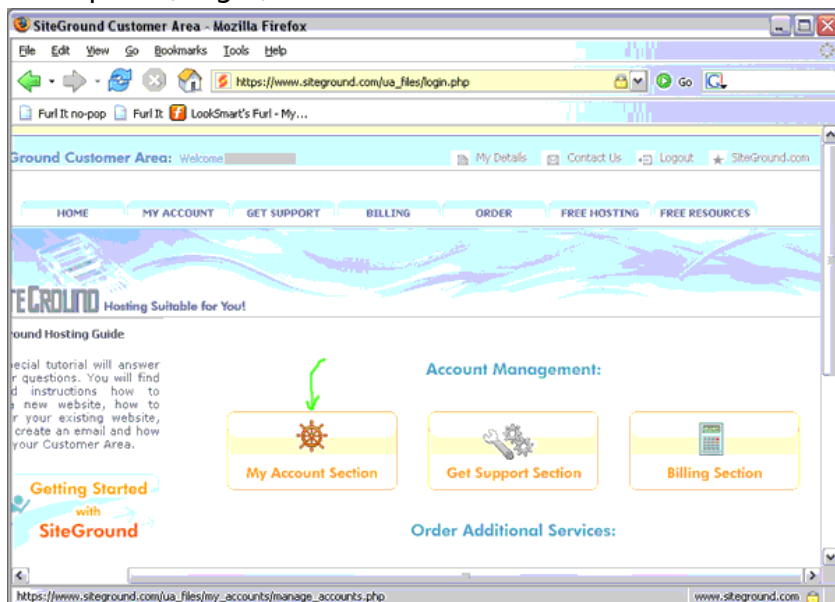 SiteGround Customer Area - Mozilla Firefox
File Edit View Go Bookmarks Tools Help
https://www.siteground.com/ua_files/login.php Go
Furl It no-pop Furl It LookSmart's Furl - My...
Ground Customer Area: Welcome My Details Contact Us Logout SiteGround.com
HOME MY ACCOUNT GET SUPPORT BILLING ORDER FREE HOSTING FREE RESOURCES
TEGROUND Hosting Suitable for You!
ound Hosting Guide
ecial tutorial will answer
r questions. You will find
d instructions how to
new website, how to
r your existing website,
create an email and how
your Customer Area.
Account Management:
My Account Section Get Support Section Billing Section
Getting Started
with
SiteGround
Order Additional Services:
https://www.siteground.com/ua_files/my_accounts/manage_accounts.php www.siteground.com